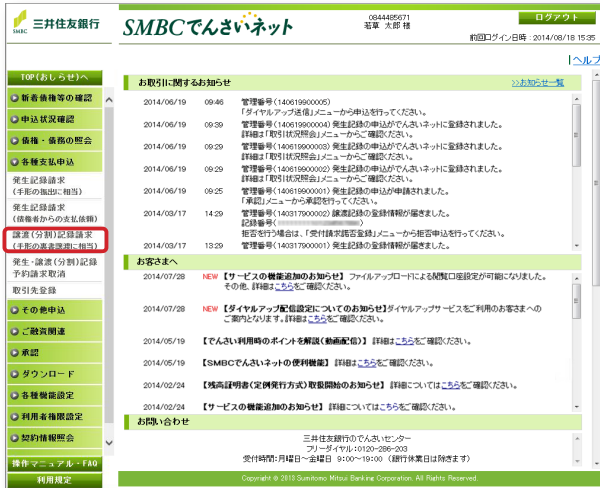 SMBC 三井住友銀行
SMBCでんさいネット
0844485671
若草 太郎 様
ログアウト
前回ログイン日時：2014/08/18 15:35
ヘルプ
TOP(おしらせ)へ
新着債権等の確認
申込状況確認
債権・債務の照会
各種支払申込
発生記録請求
(手形の振出に相当)
発生記録請求
(債権者からの支払依頼)
譲渡(分割)記録請求
(手形の裏書譲渡に相当)
発生・譲渡(分割)記録
予約請求取消
取引先登録
その他申込
ご融資関連
承認
ダウンロード
各種機能設定
利用者権限設定
契約情報照会
操作マニュアル・FAQ
利用規定
お取引に関するお知らせ
>>お知らせ一覧
2014/06/19 09:46 管理番号(140619900005)
「ダイヤルアップ送信」メニューから申込を行ってください。
2014/06/19 09:39 管理番号(140619900004) 発生記録の申込がでんさいネットに登録されました。
詳細は「取引状況照会」メニューからご確認ください。
2014/06/19 09:29 管理番号(140619900003) 発生記録の申込がでんさいネットに登録されました。
詳細は「取引状況照会」メニューからご確認ください。
2014/06/19 09:29 管理番号(140619900002) 発生記録の申込がでんさいネットに登録されました。
詳細は「取引状況照会」メニューからご確認ください。
2014/06/19 09:25 管理番号(140619900001) 発生記録の申込が申請されました。
「承認」メニューから承認を行ってください。
2014/03/17 14:29 管理番号(140317900002) 譲渡記録の登録情報が届きました。
記録番号(
拒否を行う場合は、「受付請求諾否登録」メニューから拒否申込を行ってください。
2014/03/17 13:29 管理番号(140317900001) 発生記録の登録情報が届きました。
お客さまへ
2014/07/28 NEW 【サービスの機能追加のお知らせ】 ファイルアップロードによる閲覧口座設定が可能になりました。
その他、詳細はこちらをご確認ください。
2014/07/28 NEW 【ダイヤルアップ配信設定についてのお知らせ】ダイヤルアップサービスをご利用のお客さまへの
ご案内となります。詳細はこちらをご確認ください。
2014/05/19 【でんさい利用時のポイントを解説(動画配信)】 詳細はこちらをご確認ください。
2014/05/19 【SMBCでんさいネットの便利機能】 詳細はこちらをご確認ください。
2014/02/24 【残高証明書(定例発行方式)取扱開始のお知らせ】 詳細についてはこちらをご確認ください。
2014/02/24 【サービスの機能追加のお知らせ】 詳細についてはこちらをご確認ください。
お問い合わせ
三井住友銀行のでんさいセンター
フリーダイヤル:0120-286-203
受付時間:月曜日～金曜日 9:00～19:00 (銀行休業日は除きます)
Copyright © 2013 Sumitomo Mitsui Banking Corporation. All Rights Reserved.